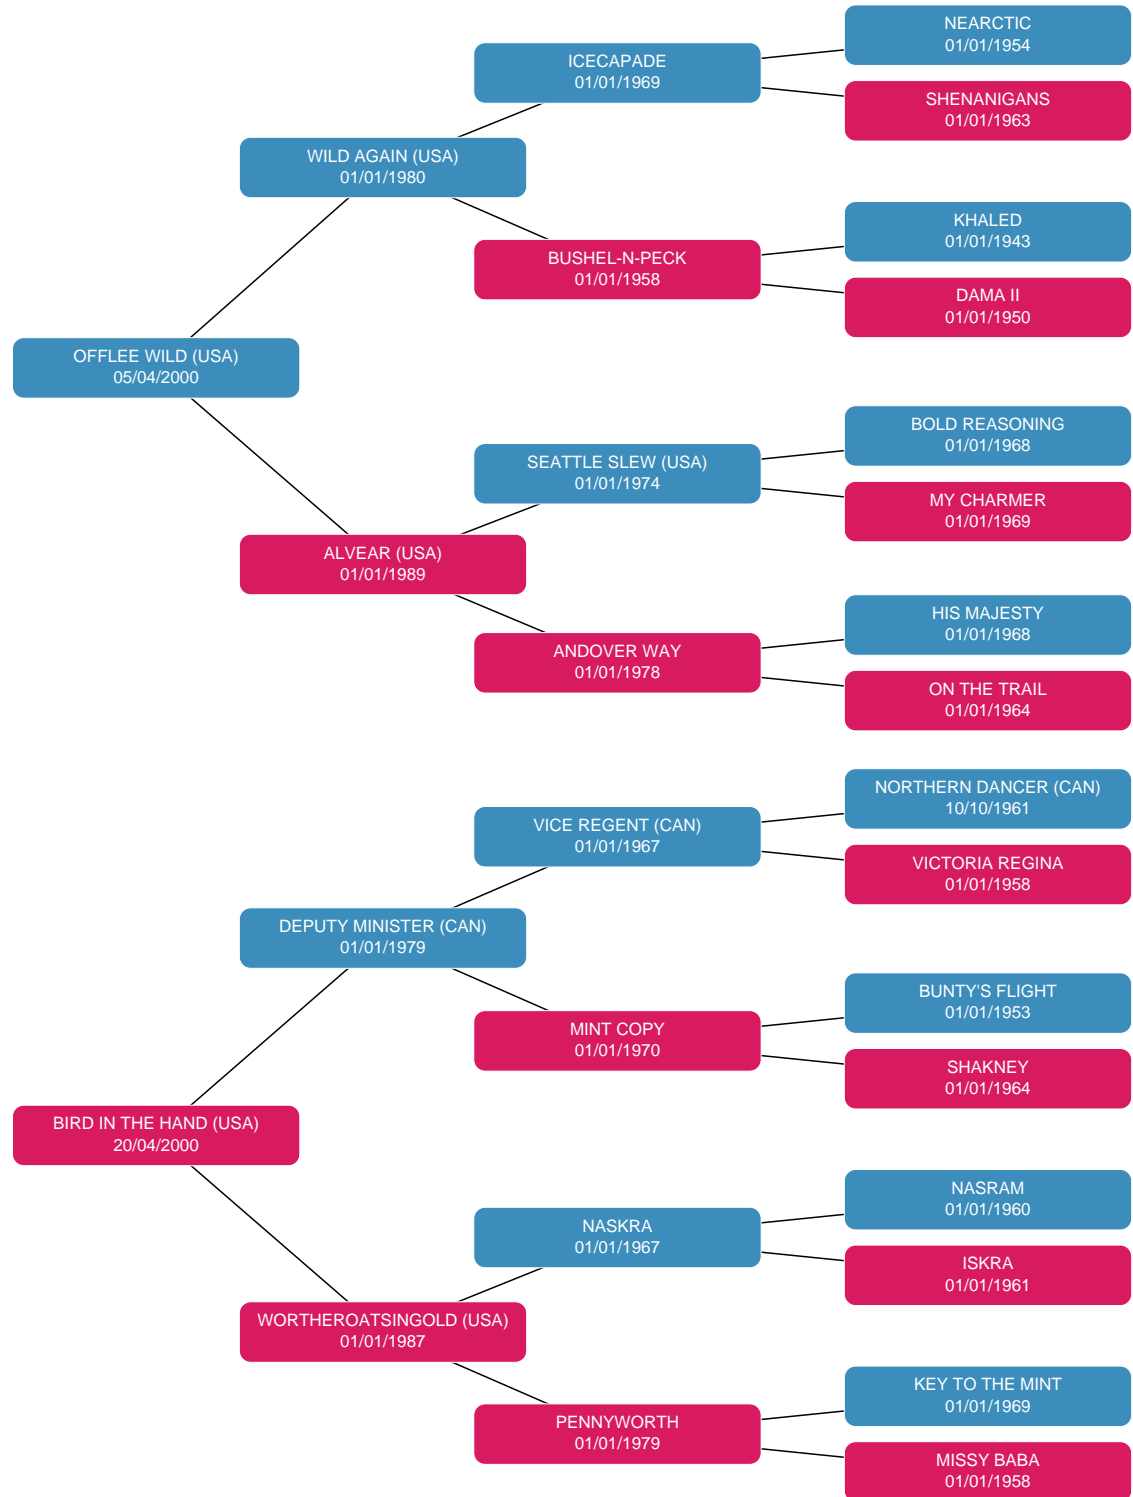 NEARCTIC
01/01/1954
ICECAPADE
01/01/1969
SHENANIGANS
01/01/1963
WILD AGAIN (USA)
01/01/1980
KHALED
01/01/1943
BUSHEL-N-PECK
01/01/1958
DAMA II
01/01/1950
OFFLEE WILD (USA)
05/04/2000
BOLD REASONING
01/01/1968
SEATTLE SLEW (USA)
01/01/1974
MY CHARMER
01/01/1969
ALVEAR (USA)
01/01/1989
HIS MAJESTY
01/01/1968
ANDOVER WAY
01/01/1978
ON THE TRAIL
01/01/1964
NORTHERN DANCER (CAN)
10/10/1961
VICE REGENT (CAN)
01/01/1967
VICTORIA REGINA
01/01/1958
DEPUTY MINISTER (CAN)
01/01/1979
BUNTY'S FLIGHT
01/01/1953
MINT COPY
01/01/1970
SHAKNEY
01/01/1964
BIRD IN THE HAND (USA)
20/04/2000
NASRAM
01/01/1960
NASKRA
01/01/1967
ISKRA
01/01/1961
WORTHEROATSINGOLD (USA)
01/01/1987
KEY TO THE MINT
01/01/1969
PENNYWORTH
01/01/1979
MISSY BABA
01/01/1958